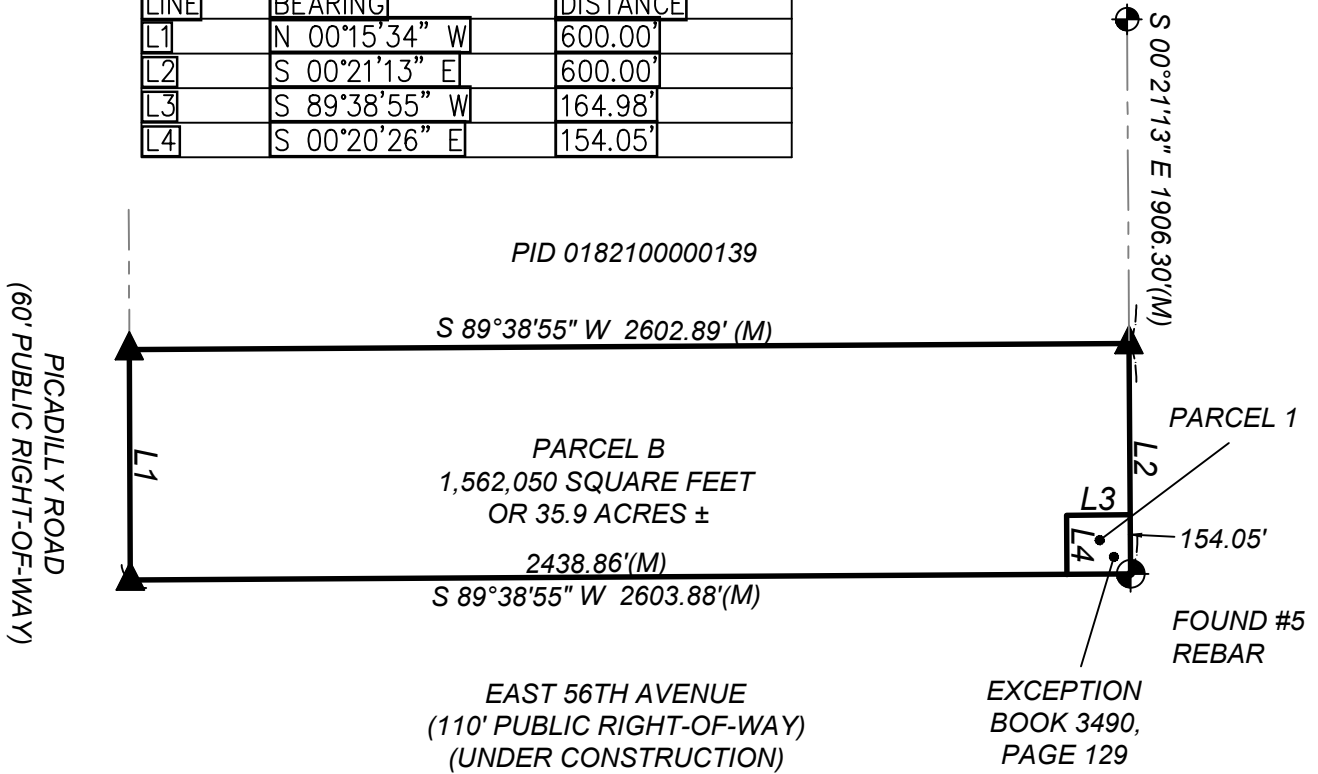 LINE BEARING DISTANCE
L1 N 00°15'34" W 600.00'
L2 S 00°21'13" E 600.00'
L3 S 89°38'55" W 164.98'
L4 S 00°20'26" E 154.05'
S 00°21'13" E 1906.30'(M)
PID 0182100000139
S 89°38'55" W 2602.89' (M)
PICADILLY ROAD
(60' PUBLIC RIGHT-OF-WAY)
L1
PARCEL B
1,562,050 SQUARE FEET
OR 35.9 ACRES ±
L2
PARCEL 1
L3
L4
154.05'
2438.86'(M)
S 89°38'55" W 2603.88'(M)
FOUND #5
REBAR
EAST 56TH AVENUE
(110' PUBLIC RIGHT-OF-WAY)
(UNDER CONSTRUCTION)
EXCEPTION
BOOK 3490,
PAGE 129